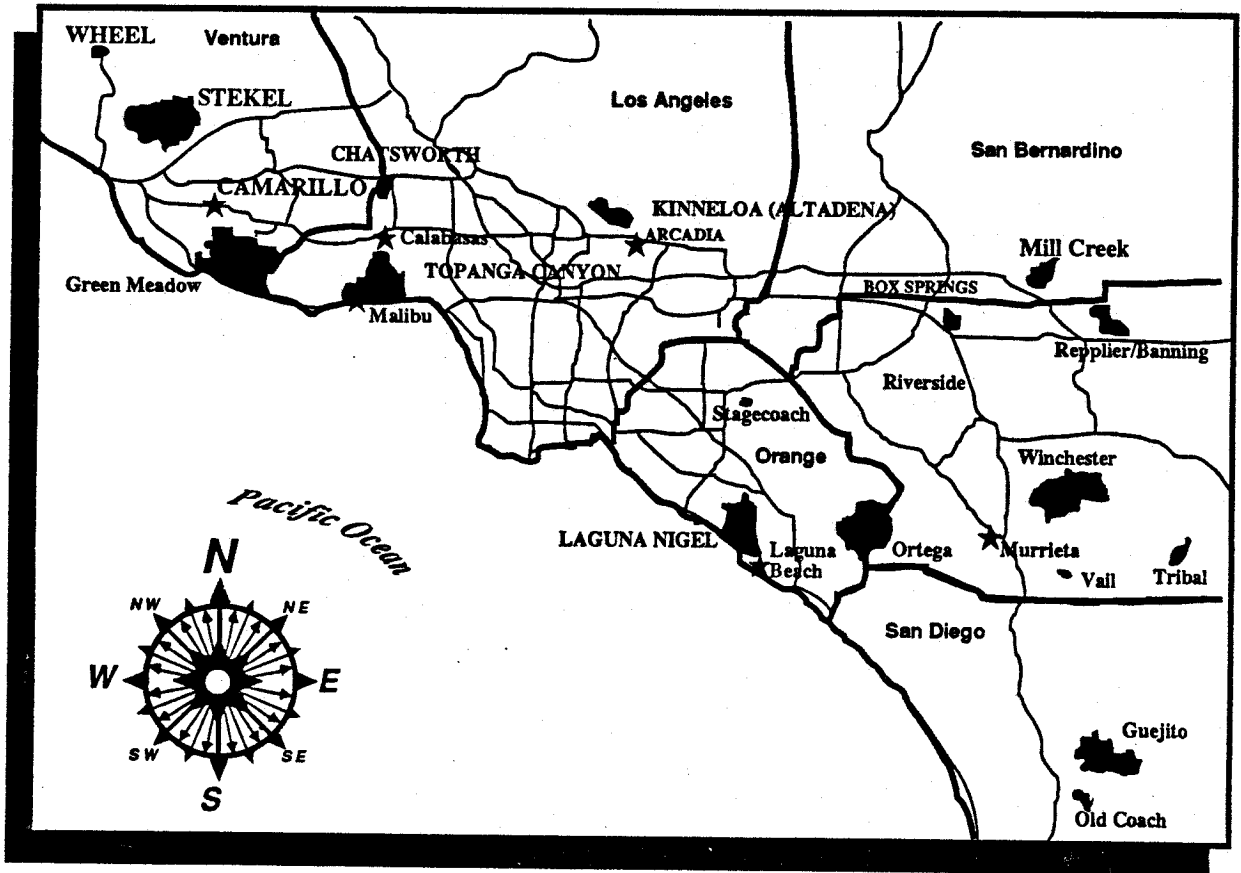 WHEEL
Ventura
STEKEL
Los Angeles
CHATSWORTH
San Bernardino
CAMARILLO
KINNELOA (ALTADENA)
Calabasas
ARCADIA
Mill Creek
TOPANGA CANYON
Green Meadow
BOX SPRINGS
Malibu
Repplier/Banning
Riverside
Stagecoach
Orange
Winchester
Pacific Ocean
LAGUNA NIGEL
Laguna
Beach
Ortega
Murrieta
Vail
Tribal
San Diego
N
NW
NE
W
E
SW
SE
S
Guejito
Old Coach